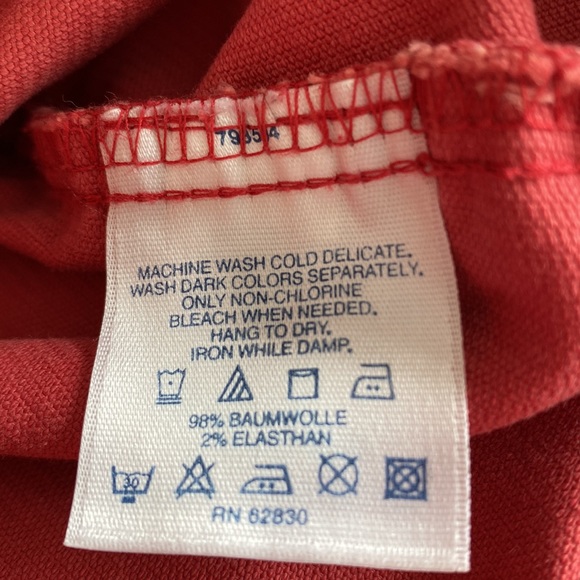 MACHINE WASH COLD DELICATE.
WASH DARK COLORS SEPARATELY.
ONLY NON-CHLORINE
BLEACH WHEN NEEDED.
HANG TO DRY.
IRON WHILE DAMP.
98% BAUMWOLLE
2% ELASTHAN
30
RN 62830